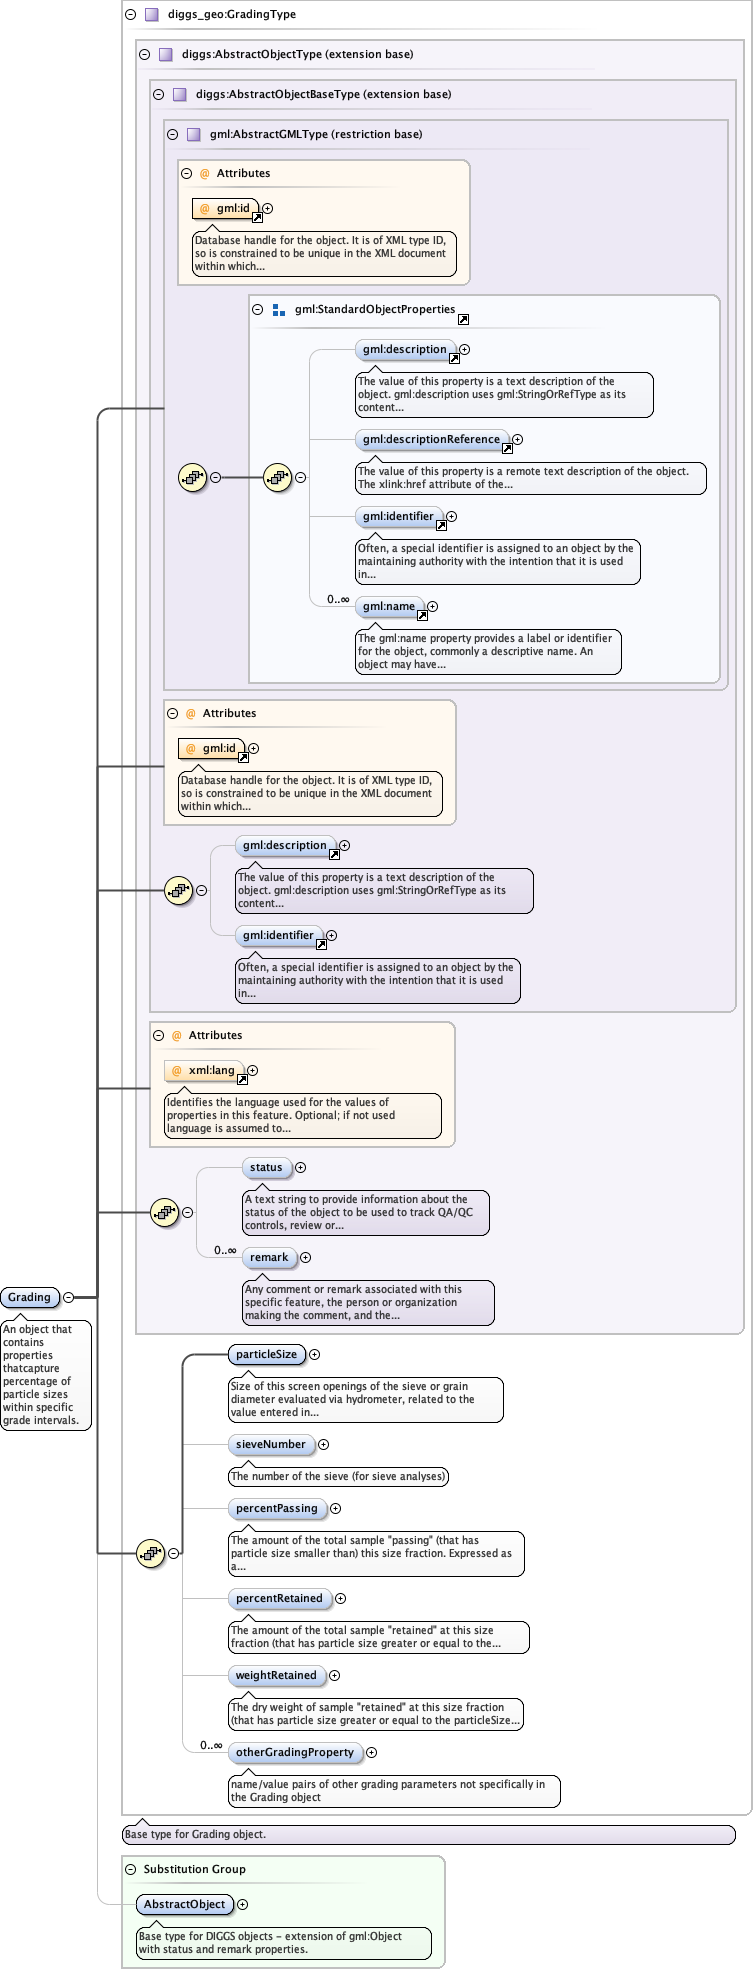 diggs_geo:GradingType
diggs:AbstractObjectType (extension base)
diggs:AbstractObjectBaseType (extension base)
gml:AbstractGMLType (restriction base)
@ Attributes
@ gml:id
Database handle for the object. It is of XML type ID,
so is constrained to be unique in the XML document
within which...
gml:StandardObjectProperties
gml:description
The value of this property is a text description of the
object. gml:description uses gml:StringOrRefType as its
content...
gml:descriptionReference
The value of this property is a remote text description of the object.
The xlink:href attribute of the...
gml:identifier
Often, a special identifier is assigned to an object by the
maintaining authority with the intention that it is used
in...
0..∞
gml:name
The gml:name property provides a label or identifier
for the object, commonly a descriptive name. An
object may have...
@ Attributes
@ gml:id
Database handle for the object. It is of XML type ID,
so is constrained to be unique in the XML document
within which...
gml:description
The value of this property is a text description of the
object. gml:description uses gml:StringOrRefType as its
content...
gml:identifier
Often, a special identifier is assigned to an object by the
maintaining authority with the intention that it is used
in...
@ Attributes
@ xml:lang
Identifies the language used for the values of
properties in this feature. Optional; if not used
language is assumed to...
status
A text string to provide information about the
status of the object to be used to track QA/QC
controls, review or...
0..∞
remark
Any comment or remark associated with this
specific feature, the person or organization
making the comment, and the...
Grading
An object that
contains
properties
thatcapture
percentage of
particle sizes
within specific
grade intervals.
particleSize
Size of this screen openings of the sieve or grain
diameter evaluated via hydrometer, related to the
value entered in...
sieveNumber
The number of the sieve (for sieve analyses)
percentPassing
The amount of the total sample "passing" (that has
particle size smaller than) this size fraction. Expressed as
a...
percentRetained
The amount of the total sample "retained" at this size
fraction (that has particle size greater or equal to the...
weightRetained
The dry weight of sample "retained" at this size fraction
(that has particle size greater or equal to the particleSize...
0..∞
otherGradingProperty
name/value pairs of other grading parameters not specifically in
the Grading object
Base type for Grading object.
Substitution Group
AbstractObject
Base type for DIGGS objects – extension of gml:Object
with status and remark properties.